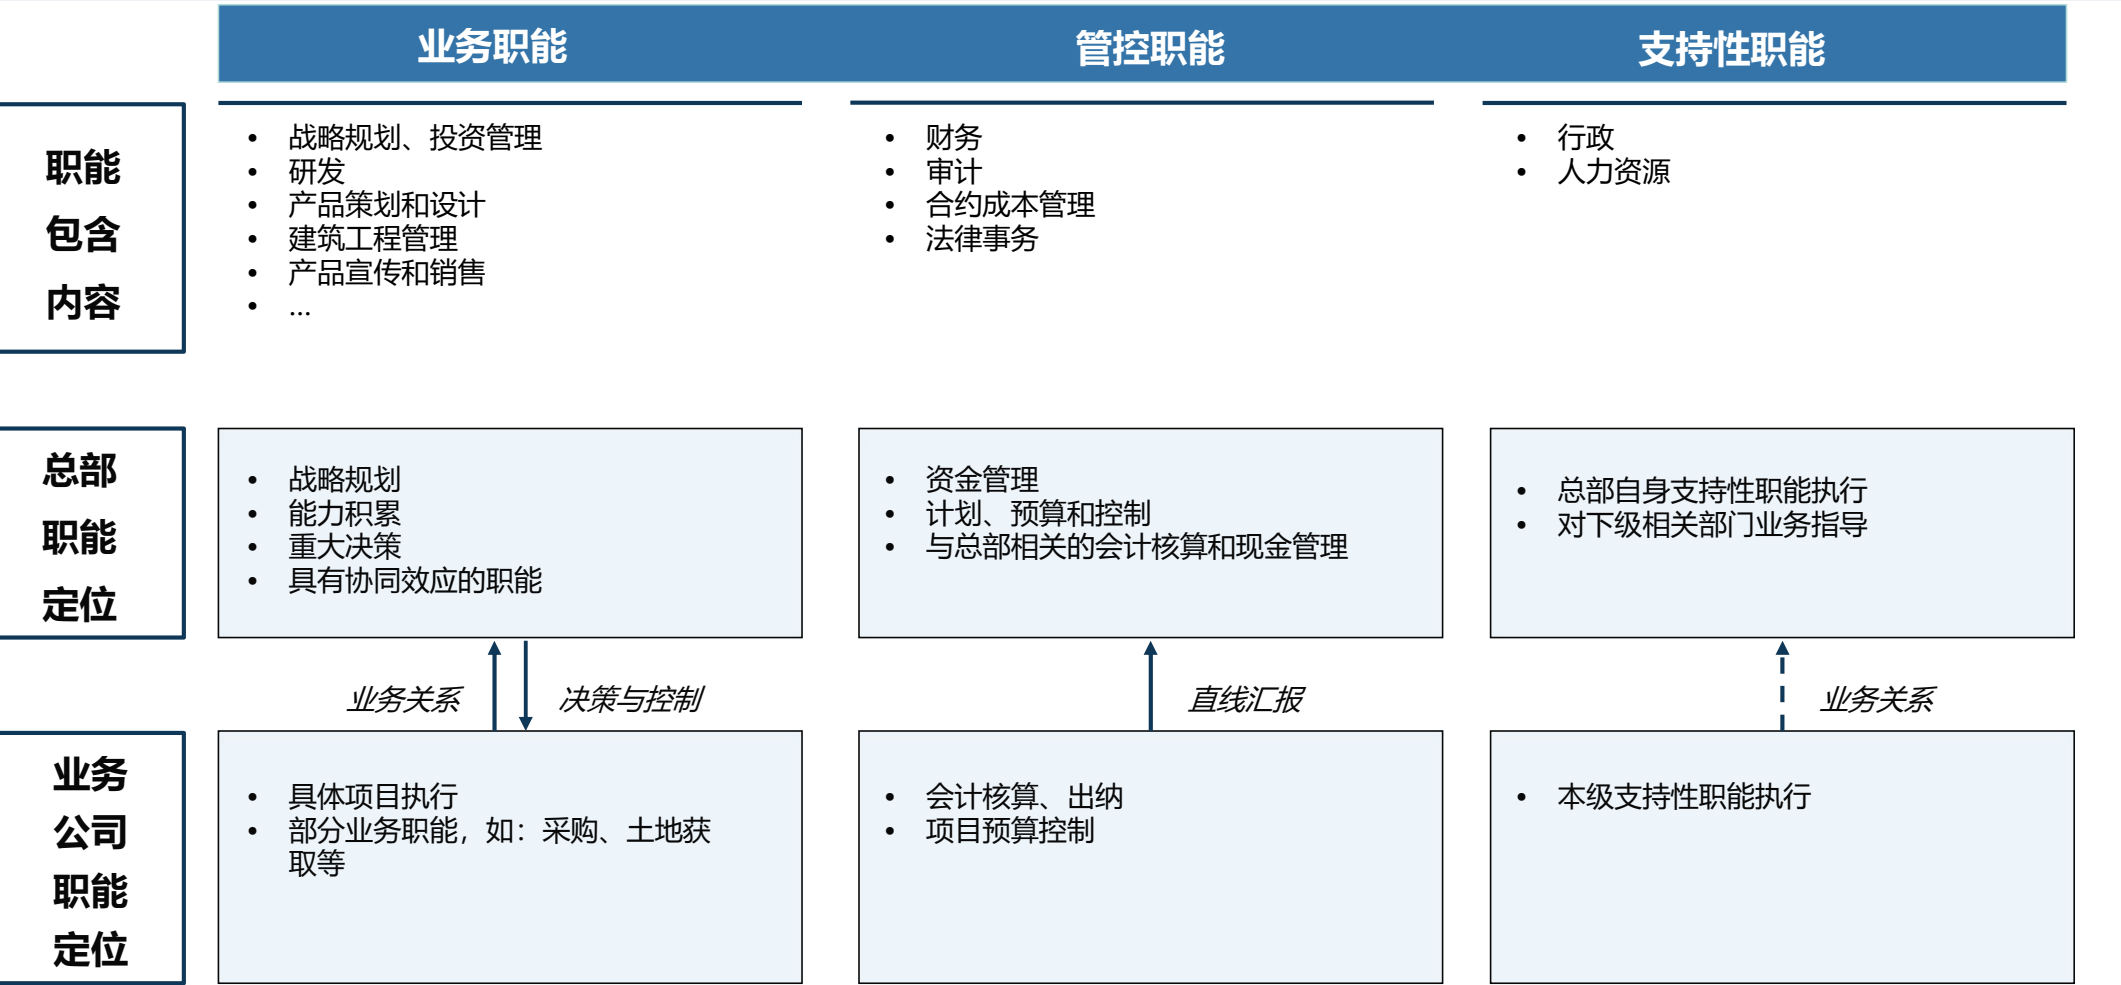 业务职能
管控职能
支持性职能
职能
包含
内容
• 战略规划、投资管理
• 研发
• 产品策划和设计
• 建筑工程管理
• 产品宣传和销售
• ...
• 财务
• 审计
• 合约成本管理
• 法律事务
• 行政
• 人力资源
总部
职能
定位
• 战略规划
• 能力积累
• 重大决策
• 具有协同效应的职能
• 资金管理
• 计划、预算和控制
• 与总部相关的会计核算和现金管理
• 总部自身支持性职能执行
• 对下级相关部门业务指导
业务关系
决策与控制
直线汇报
业务关系
业务
公司
职能
定位
• 具体项目执行
• 部分业务职能，如：采购、土地获
取等
• 会计核算、出纳
• 项目预算控制
• 本级支持性职能执行